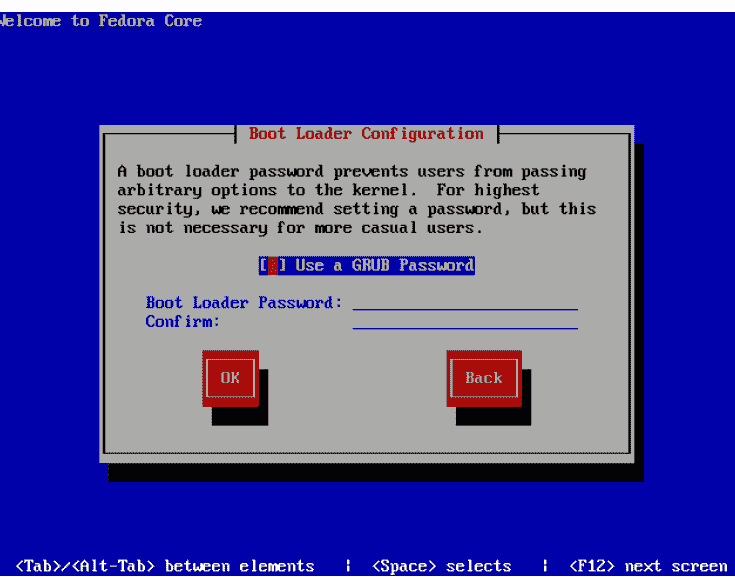 Welcome to Fedora Core
Boot Loader Configuration
A boot loader password prevents users from passing
arbitrary options to the kernel.  For highest
security, we recommend setting a password, but this
is not necessary for more casual users.
[ ] Use a GRUB Password
Boot Loader Password:
Confirm:
OK Back
<Tab>/<Alt-Tab> between elements | <Space> selects | <F12> next screen